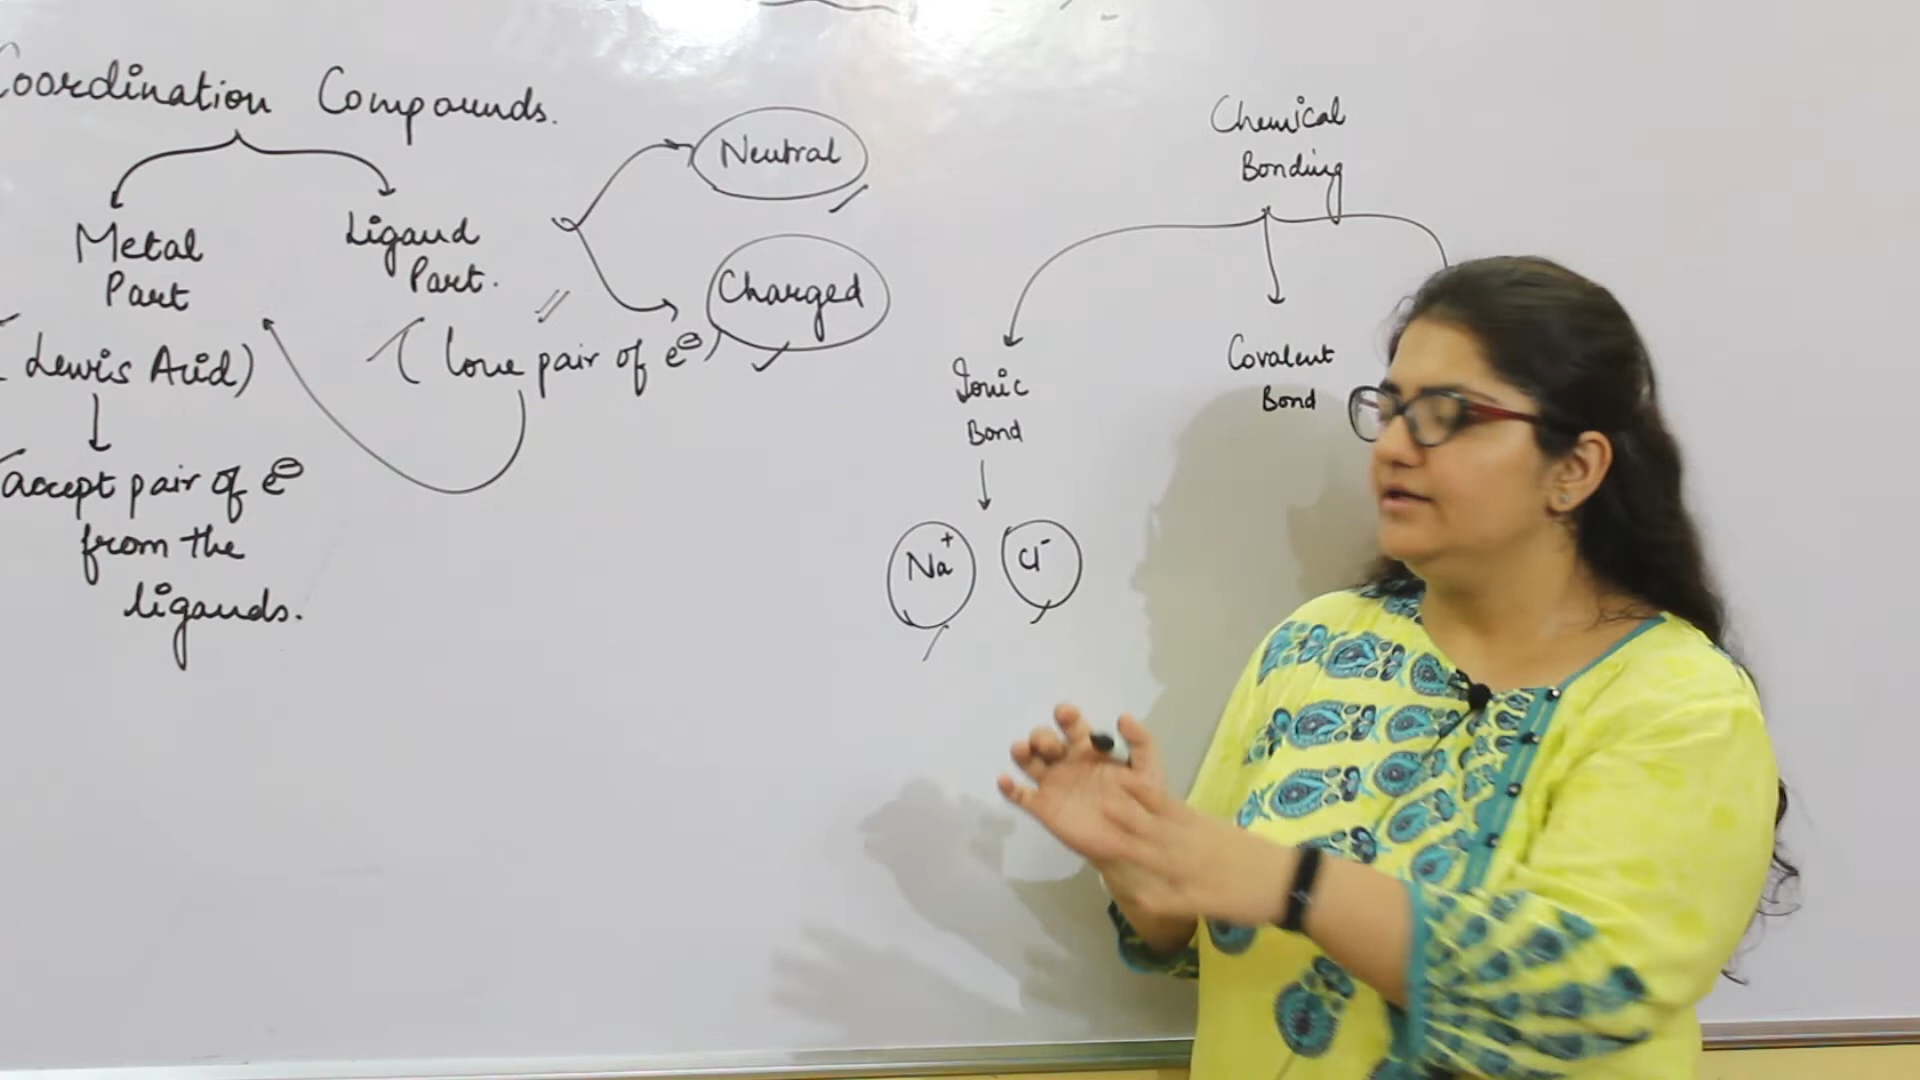 Coordination Compounds.
Metal
Part
(Lewis Acid)
accept pair of e⊖
from the
ligands.
Ligand
Part.
(lone pair of e⊖)
Neutral
Charged
Chemical
Bonding
Ionic
Bond
Na+ Cl-
Covalent
Bond